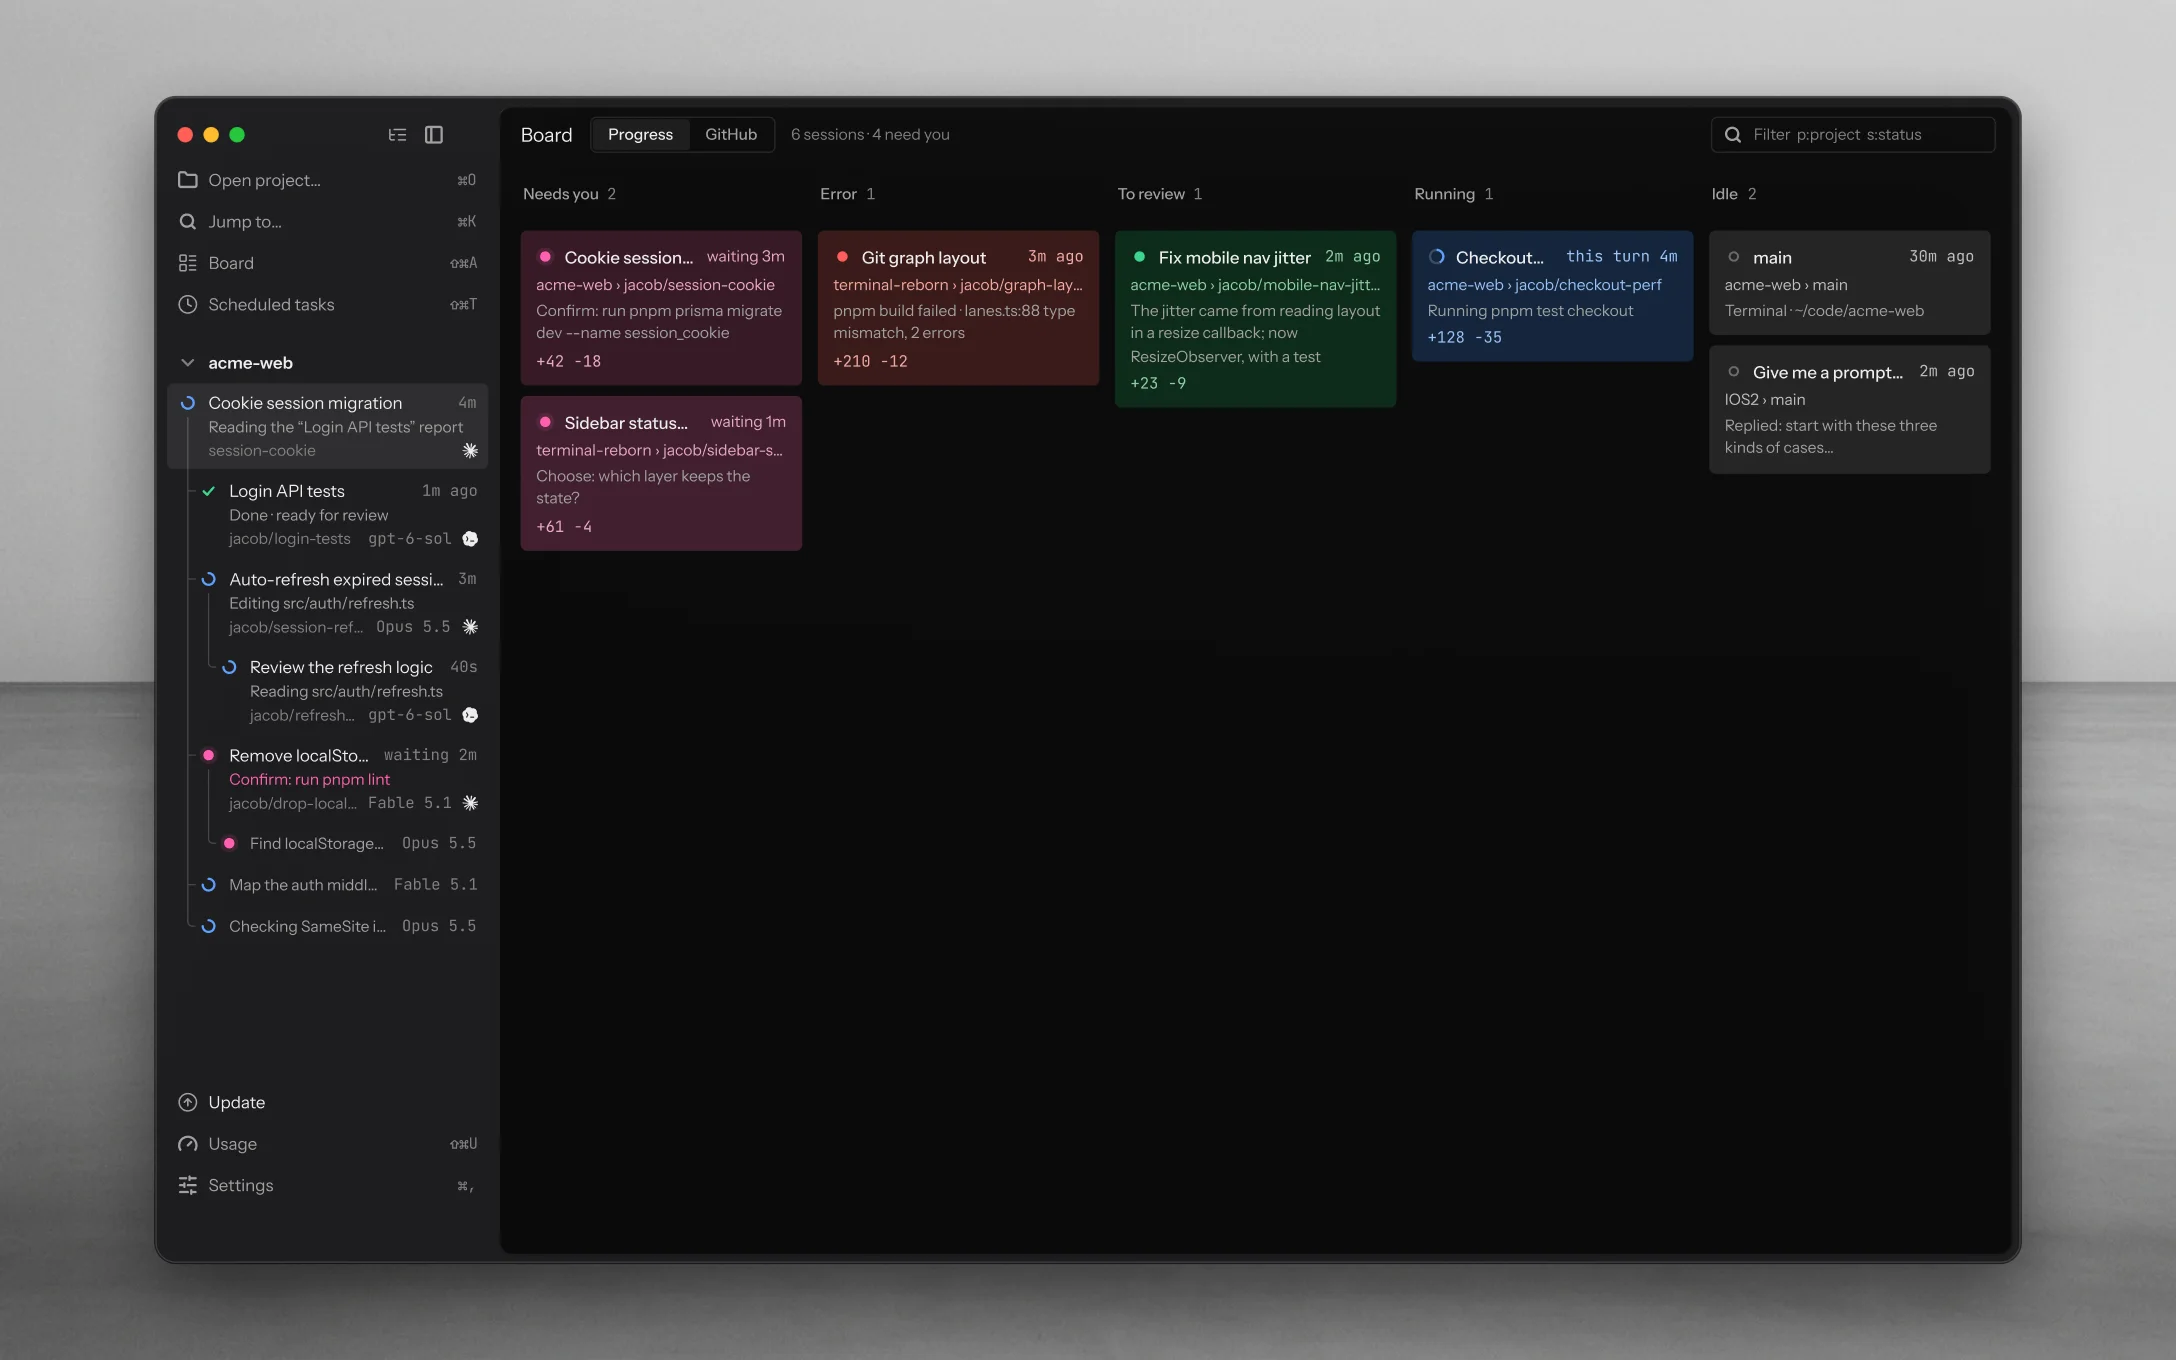 Open project... ⌘O
Jump to... ⌘K
Board ⇧⌘A
Scheduled tasks ⇧⌘T
acme-web
Cookie session migration 4m
Reading the “Login API tests” report
session-cookie
Login API tests 1m ago
Done · ready for review
jacob/login-tests gpt-6-sol
Auto-refresh expired sessi... 3m
Editing src/auth/refresh.ts
jacob/session-ref... Opus 5.5
Review the refresh logic 40s
Reading src/auth/refresh.ts
jacob/refresh... gpt-6-sol
Remove localSto... waiting 2m
Confirm: run pnpm lint
jacob/drop-local... Fable 5.1
Find localStorage... Opus 5.5
Map the auth middl... Fable 5.1
Checking SameSite i... Opus 5.5
Update
Usage ⇧⌘U
Settings ⌘,
Board Progress GitHub 6 sessions · 4 need you
Filter p:project s:status
Needs you 2
Cookie session... waiting 3m
acme-web › jacob/session-cookie
Confirm: run pnpm prisma migrate
dev --name session_cookie
+42 -18
Sidebar status... waiting 1m
terminal-reborn › jacob/sidebar-s...
Choose: which layer keeps the
state?
+61 -4
Error 1
Git graph layout 3m ago
terminal-reborn › jacob/graph-lay...
pnpm build failed · lanes.ts:88 type
mismatch, 2 errors
+210 -12
To review 1
Fix mobile nav jitter 2m ago
acme-web › jacob/mobile-nav-jitt...
The jitter came from reading layout
in a resize callback; now
ResizeObserver, with a test
+23 -9
Running 1
Checkout... this turn 4m
acme-web › jacob/checkout-perf
Running pnpm test checkout
+128 -35
Idle 2
main 30m ago
acme-web › main
Terminal · ~/code/acme-web
Give me a prompt... 2m ago
IOS2 › main
Replied: start with these three
kinds of cases...